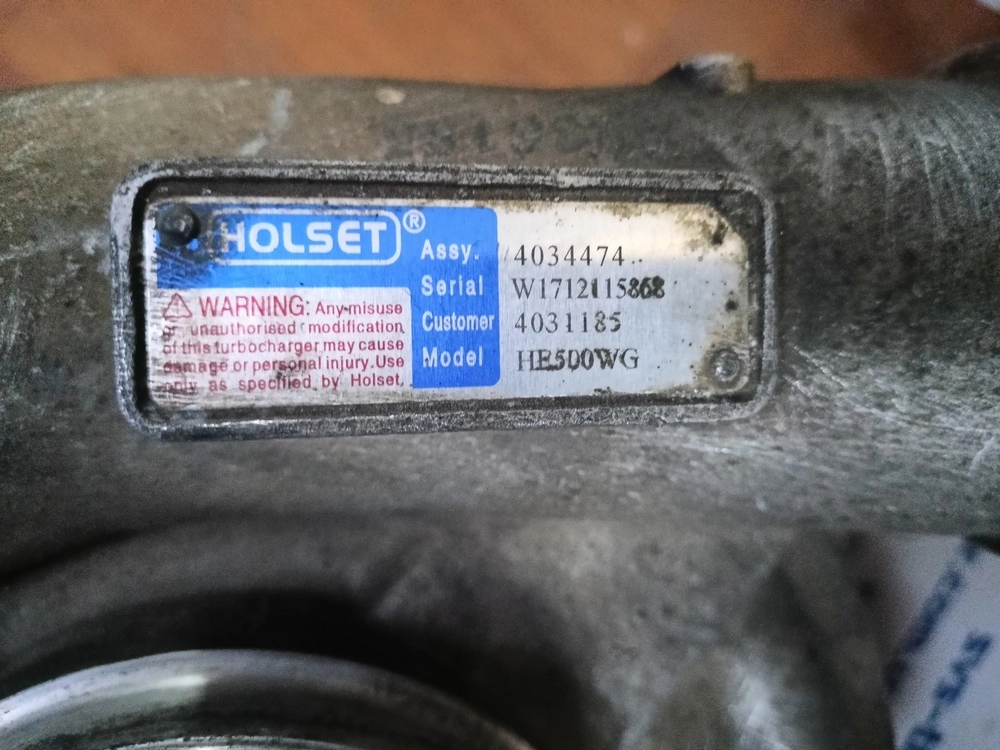 HOLSET®
WARNING: Any misuse
or unauthorised modification
of this turbocharger may cause
damage or personal injury. Use
only as specified by Holset.
Assy. 4034474
Serial W1712115868
Customer 4031185
Model HE500WG